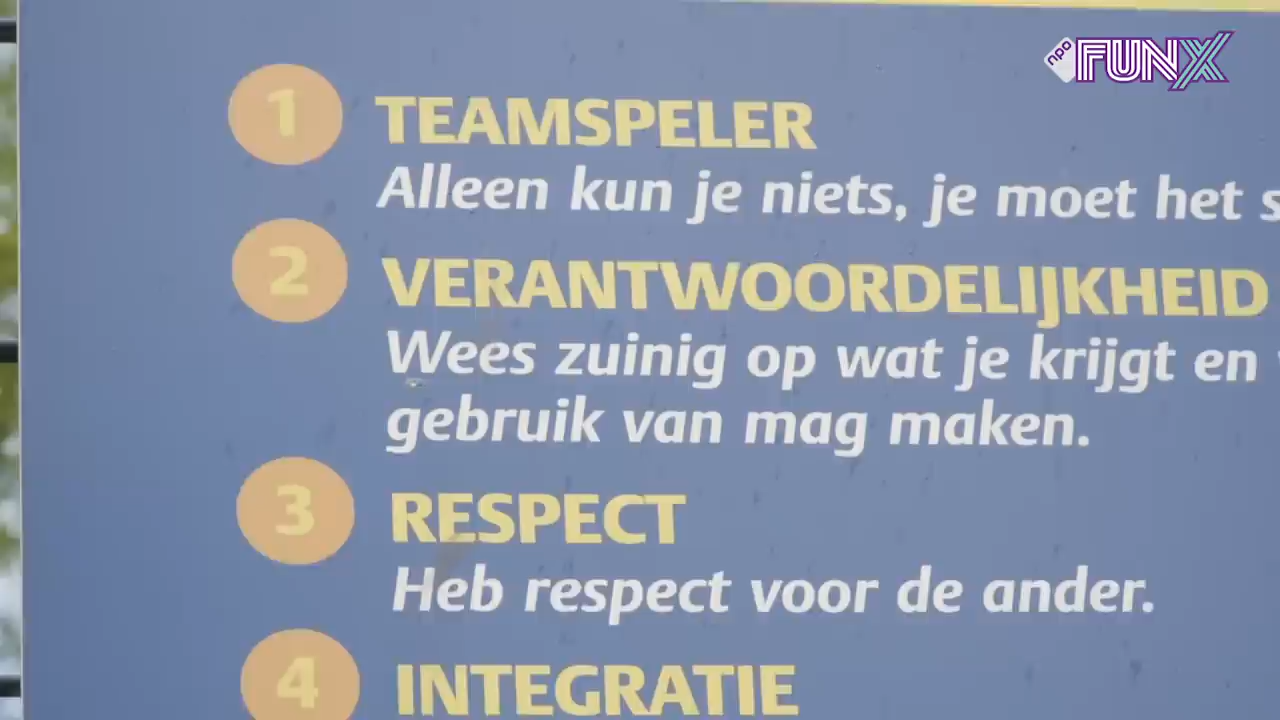 npo FUNX
1 TEAMSPELER
Alleen kun je niets, je moet het
2 VERANTWOORDELIJKHEID
Wees zuinig op wat je krijgt en
gebruik van mag maken.
3 RESPECT
Heb respect voor de ander.
4 INTEGRATIE